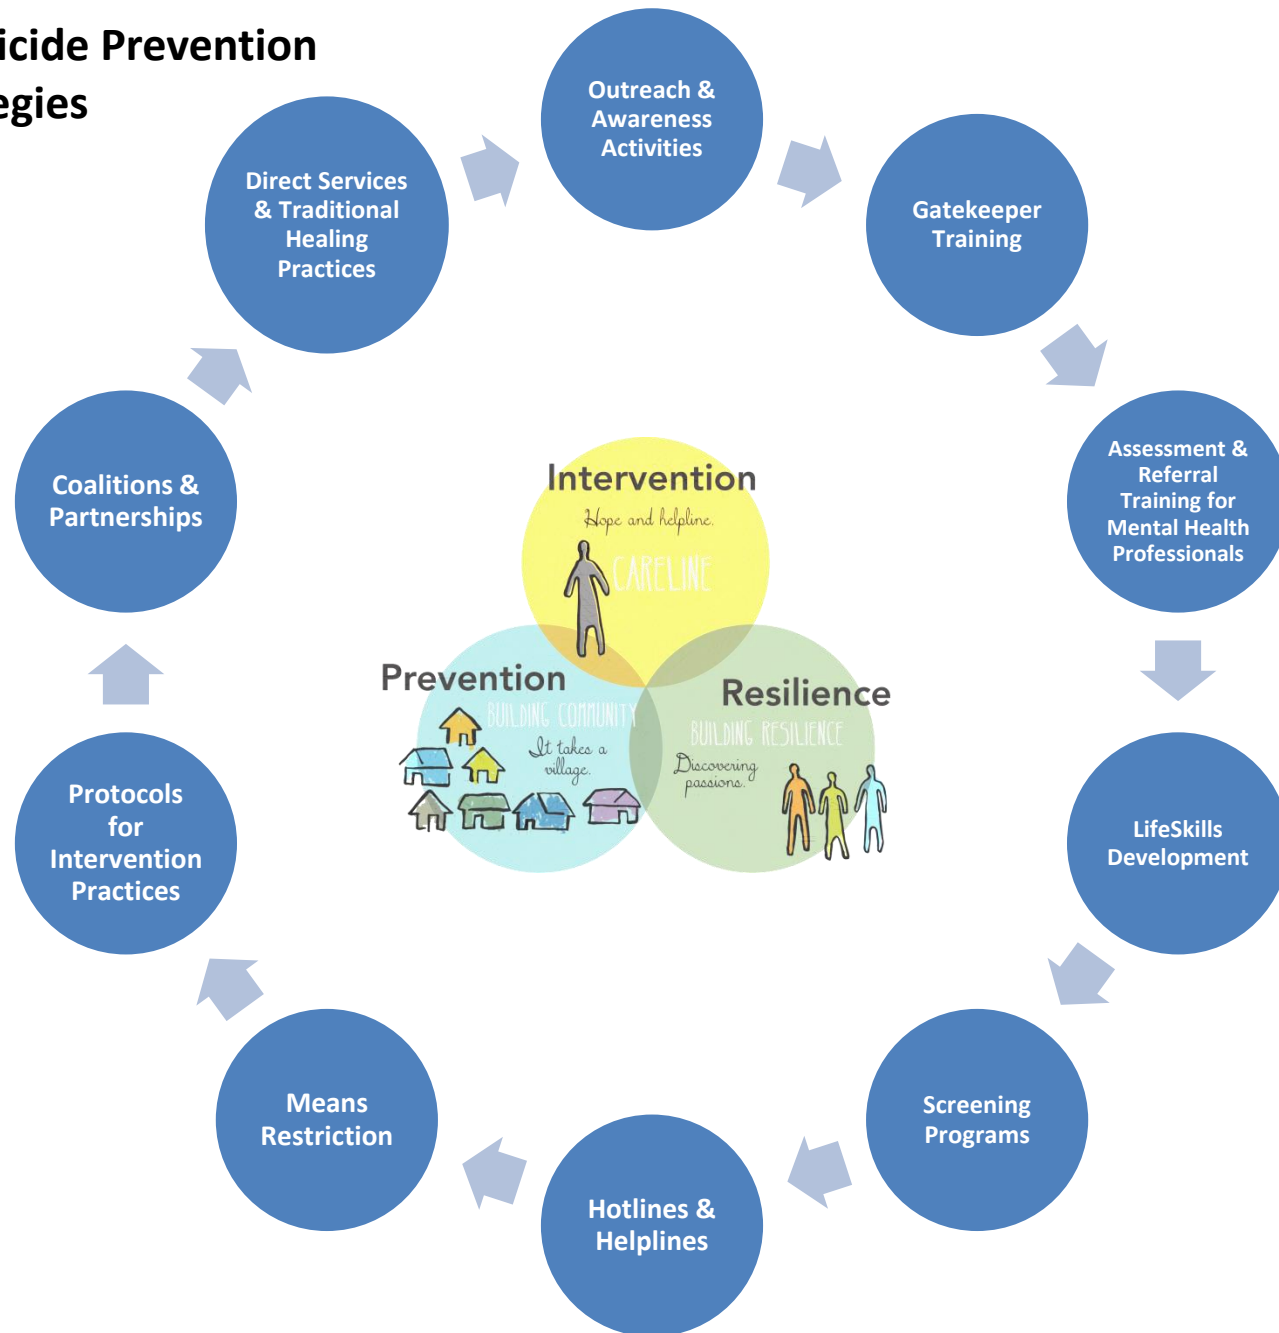 icide Prevention
egies
Outreach &
Awareness
Activities
Gatekeeper
Training
Assessment &
Referral
Training for
Mental Health
Professionals
LifeSkills
Development
Screening
Programs
Hotlines &
Helplines
Means
Restriction
Protocols
for
Intervention
Practices
Coalitions &
Partnerships
Direct Services
& Traditional
Healing
Practices
Intervention
Hope and helpline.
CARELINE
Prevention
BUILDING COMMUNITY
It takes a
village.
Resilience
BUILDING RESILIENCE
Discovering
passions.